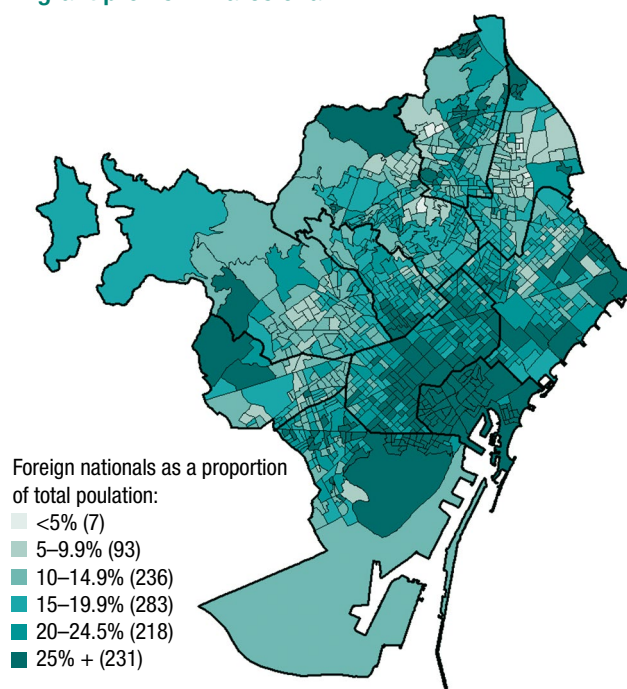 Foreign nationals as a proportion
of total poulation:
<5% (7)
5–9.9% (93)
10–14.9% (236)
15–19.9% (283)
20–24.5% (218)
25% + (231)